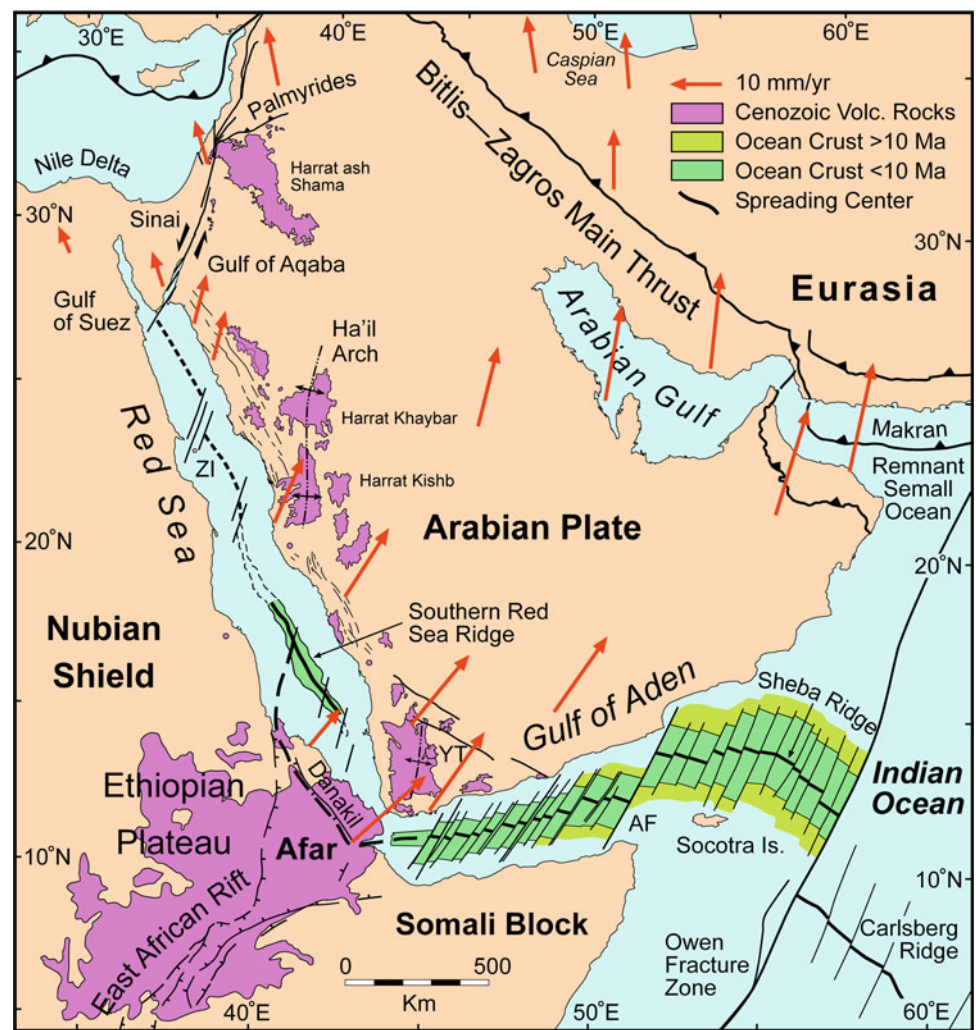 30°E
40°E
50°E
60°E
Caspian
Sea
10 mm/yr
Cenozoic Volc. Rocks
Ocean Crust >10 Ma
Ocean Crust <10 Ma
Spreading Center
Palmyrides
Bitlis—Zagros Main Thrust
Nile Delta
Harrat ash
Shama
30°N
Sinai
30°N
Gulf of Aqaba
Eurasia
Gulf
of Suez
Ha'il
Arch
Arabian Gulf
Red Sea
Harrat Khaybar
Makran
ZI
Harrat Kishb
Remnant
Semall
Ocean
Arabian Plate
20°N
20°N
Nubian
Shield
Southern Red
Sea Ridge
Gulf of Aden
Sheba Ridge
YT
Ethiopian
Plateau
Danakil
Indian
Ocean
Afar
AF
Socotra Is.
10°N
10°N
East African Rift
Somali Block
Carlsberg
Ridge
Owen
Fracture
Zone
0
500
Km
40°E
50°E
60°E